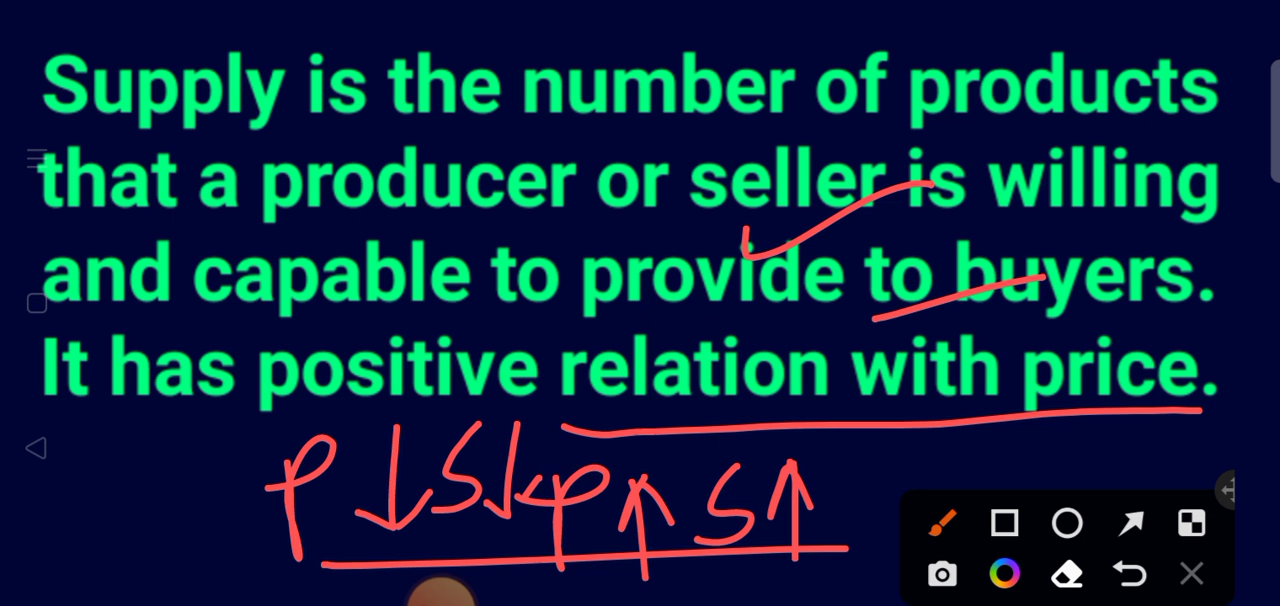 Supply is the number of products
that a producer or seller is willing
and capable to provide to buyers.
It has positive relation with price.
P ↓ S ↓ P ↑ S ↑